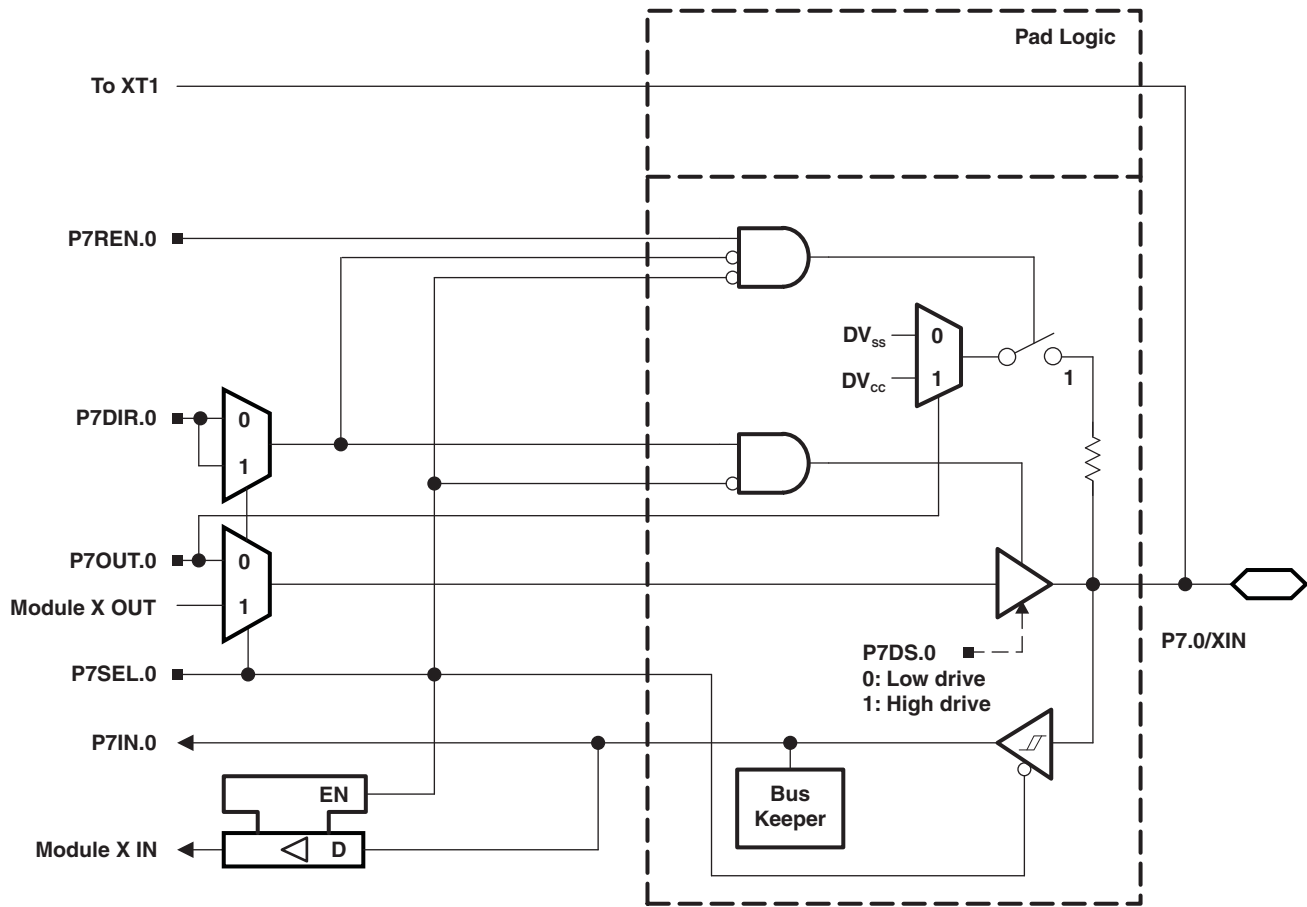 Pad Logic
To XT1
P7REN.0
DVss
0
DVcc
1
1
P7DIR.0
0
1
P7OUT.0
0
Module X OUT
1
P7DS.0
0: Low drive
1: High drive
P7.0/XIN
P7SEL.0
P7IN.0
EN
Bus
Keeper
Module X IN
D